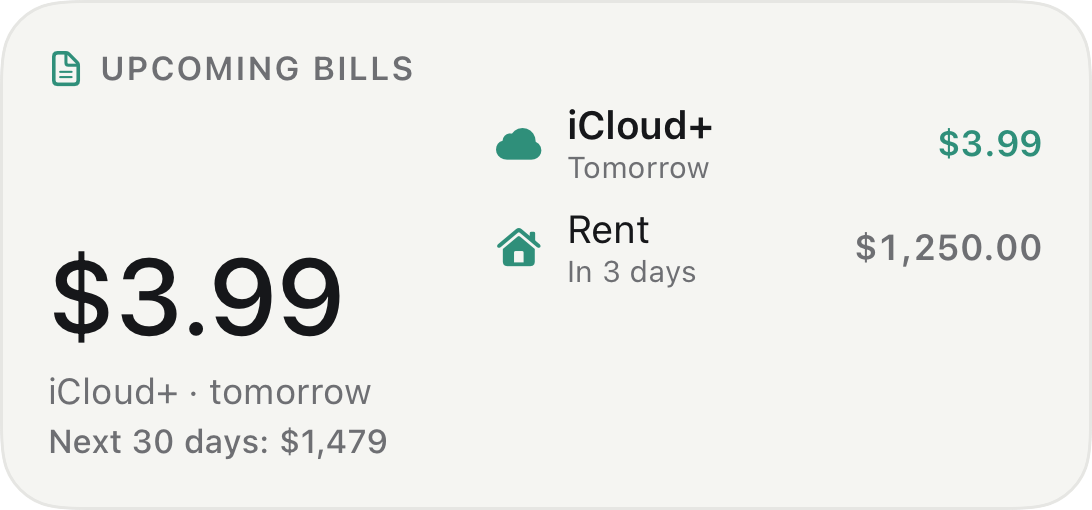 UPCOMING BILLS
$3.99
iCloud+ · tomorrow
Next 30 days: $1,479
iCloud+
Tomorrow
$3.99
Rent
In 3 days
$1,250.00